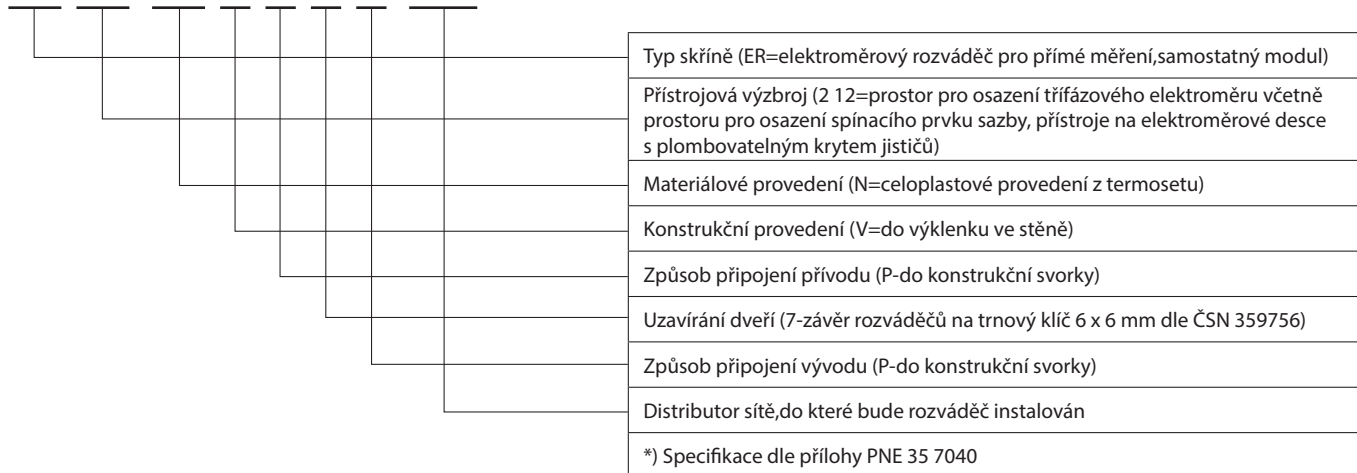 Typ skříně (ER=elektroměrový rozváděč pro přímé měření,samostatný modul)
Přístrojová výzbroj (2 12=prostor pro osazení třífázového elektroměru včetně
prostoru pro osazení spínacího prvku sazby, přístroje na elektroměrové desce
s plombovatelným krytem jističů)
Materiálové provedení (N=celoplastové provedení z termosetu)
Konstrukční provedení (V=do výklenku ve stěně)
Způsob připojení přívodu (P-do konstrukční svorky)
Uzavírání dveří (7-závěr rozváděčů na trnový klíč 6 x 6 mm dle ČSN 359756)
Způsob připojení vývodu (P-do konstrukční svorky)
Distributor sítě,do které bude rozváděč instalován
*) Specifikace dle přílohy PNE 35 7040